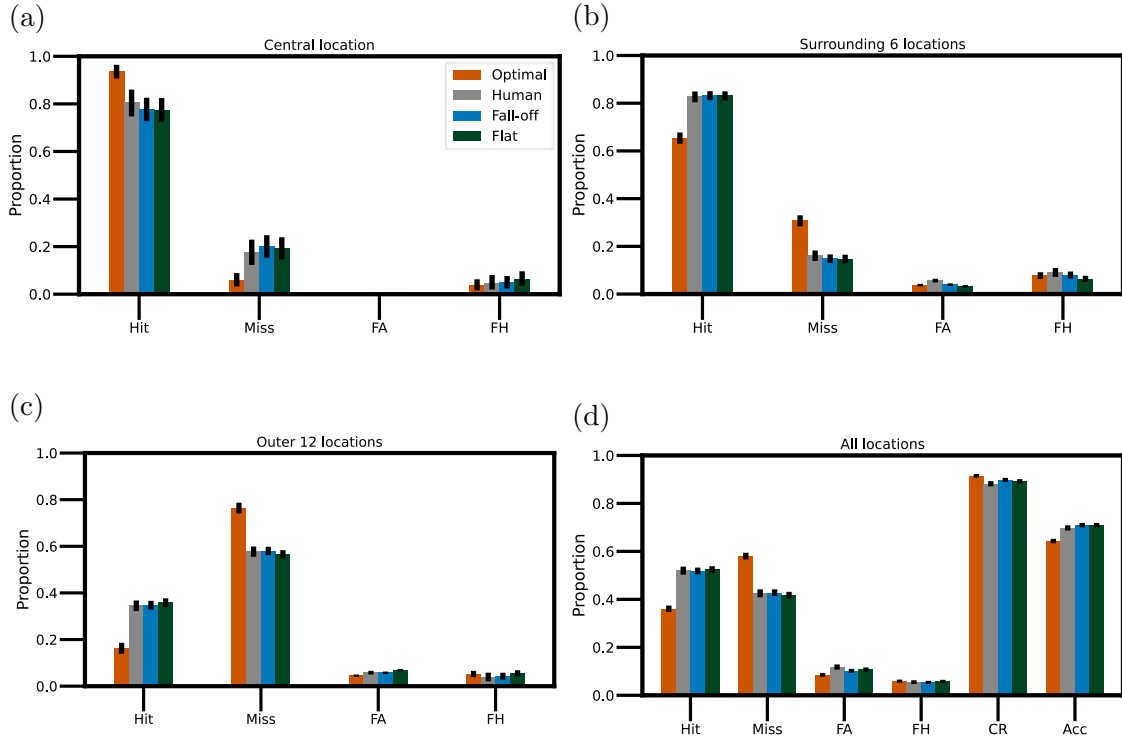 (a)
Central location
Proportion
1.0
0.8
0.6
0.4
0.2
0.0
Optimal
Human
Fall-off
Flat
Hit Miss FA FH
(b)
Surrounding 6 locations
Proportion
1.0
0.8
0.6
0.4
0.2
0.0
Hit Miss FA FH
(c)
Outer 12 locations
Proportion
1.0
0.8
0.6
0.4
0.2
0.0
Hit Miss FA FH
(d)
All locations
Proportion
1.0
0.8
0.6
0.4
0.2
0.0
Hit Miss FA FH CR Acc